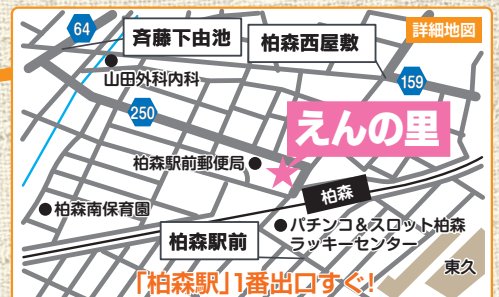 詳細地図
64
斉藤下由池
柏森西屋敷
山田外科内科
159
250
えんの里
柏森駅前郵便局
柏森
柏森南保育園
パチンコ&スロット柏森
ラッキーセンター
柏森駅前
東久
「柏森駅」1番出口すぐ!